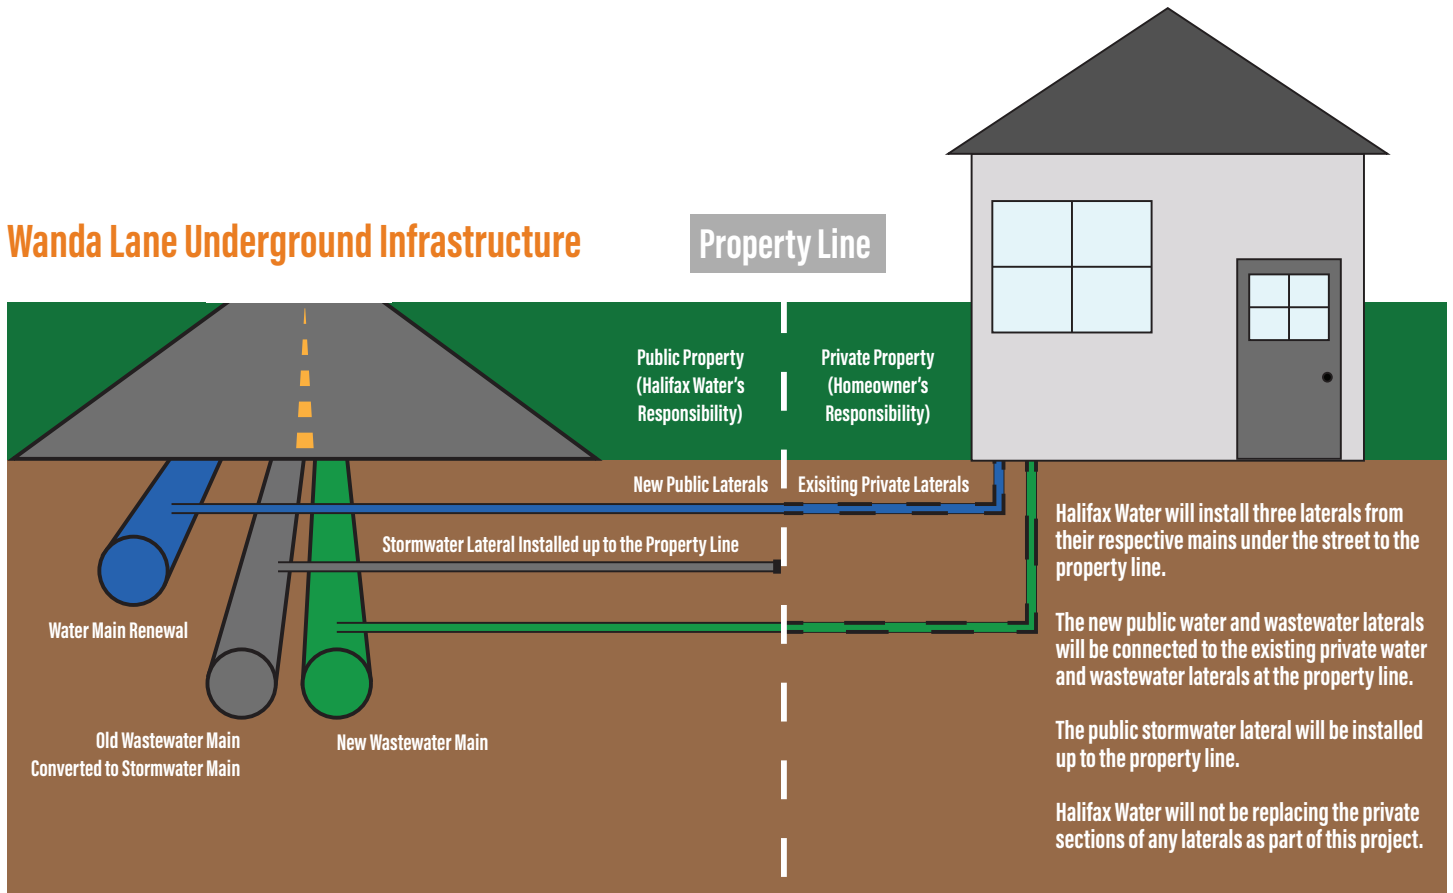 Wanda Lane Underground Infrastructure
Property Line
Public Property
(Halifax Water's
Responsibility)
Private Property
(Homeowner's
Responsibility)
New Public Laterals
Exisiting Private Laterals
Stormwater Lateral Installed up to the Property Line
Water Main Renewal
Old Wastewater Main
Converted to Stormwater Main
New Wastewater Main
Halifax Water will install three laterals from
their respective mains under the street to the
property line.
The new public water and wastewater laterals
will be connected to the existing private water
and wastewater laterals at the property line.
The public stormwater lateral will be installed
up to the property line.
Halifax Water will not be replacing the private
sections of any laterals as part of this project.